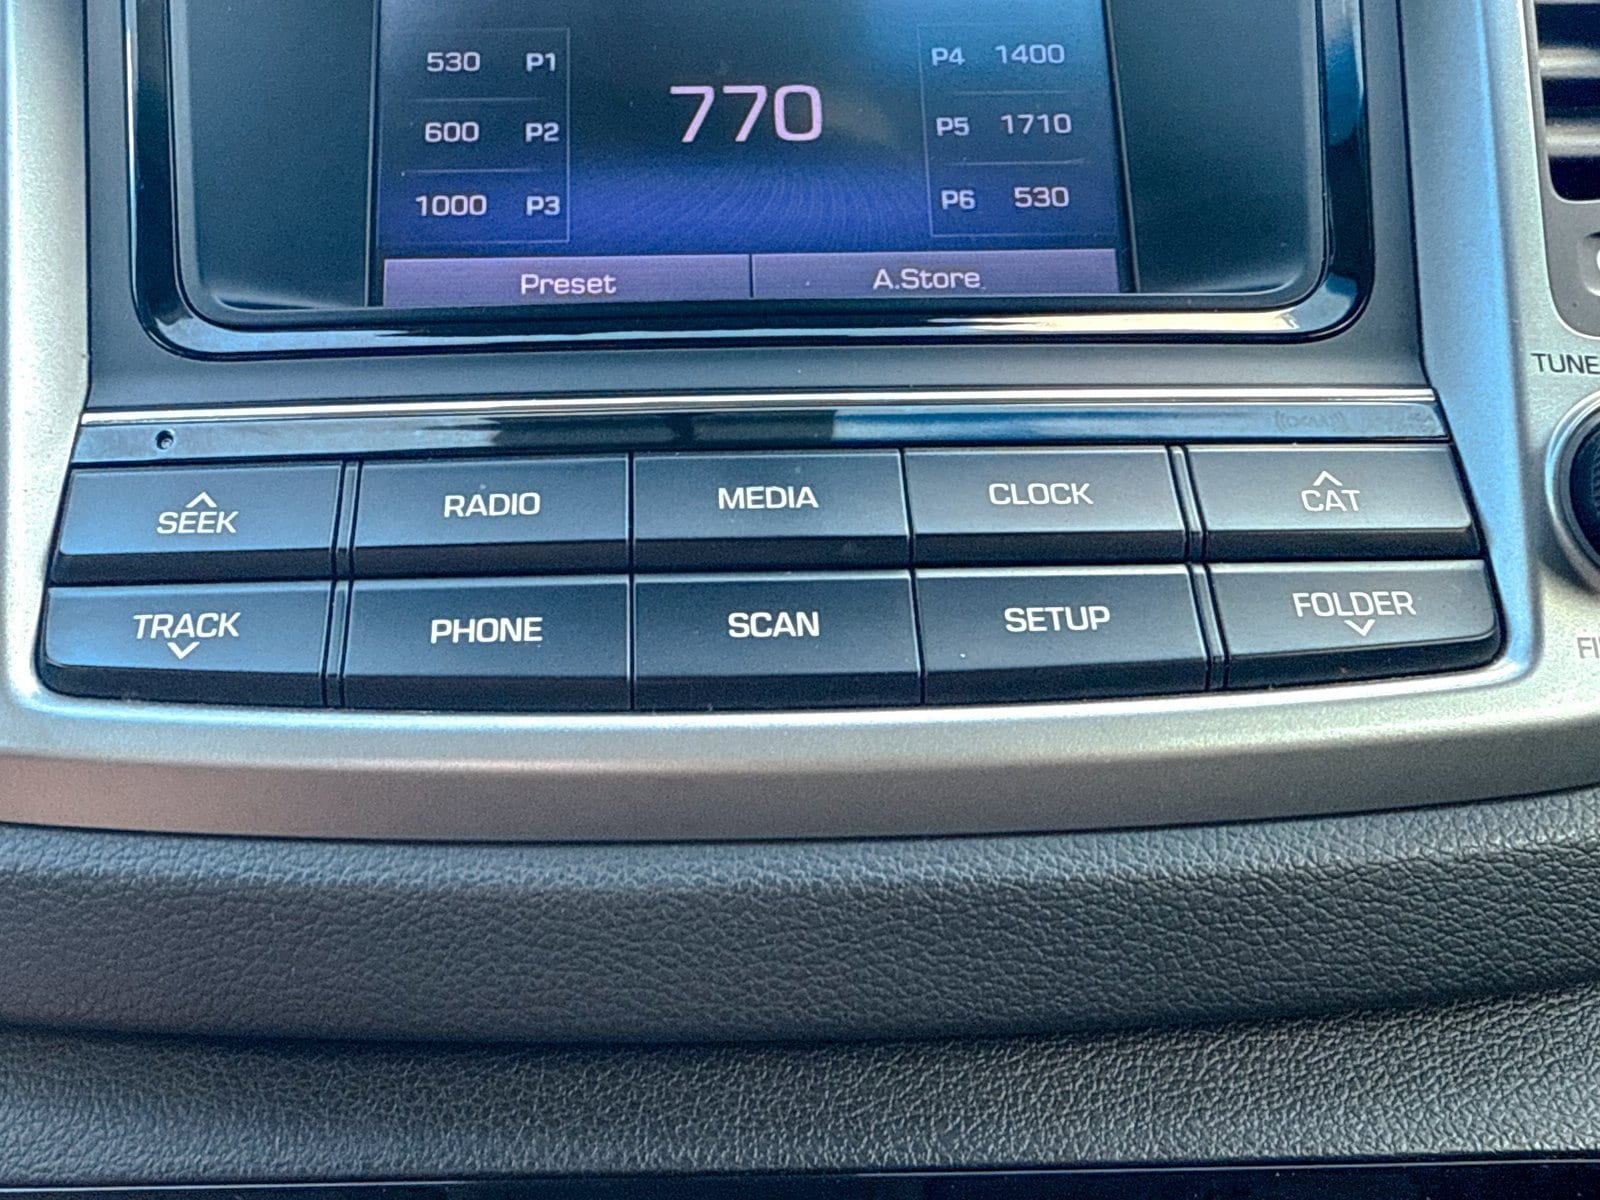 530 P1
600 P2
1000 P3
770
P4 1400
P5 1710
P6 530
Preset
A.Store
TUNE
SEEK
RADIO
MEDIA
CLOCK
CAT
TRACK
PHONE
SCAN
SETUP
FOLDER